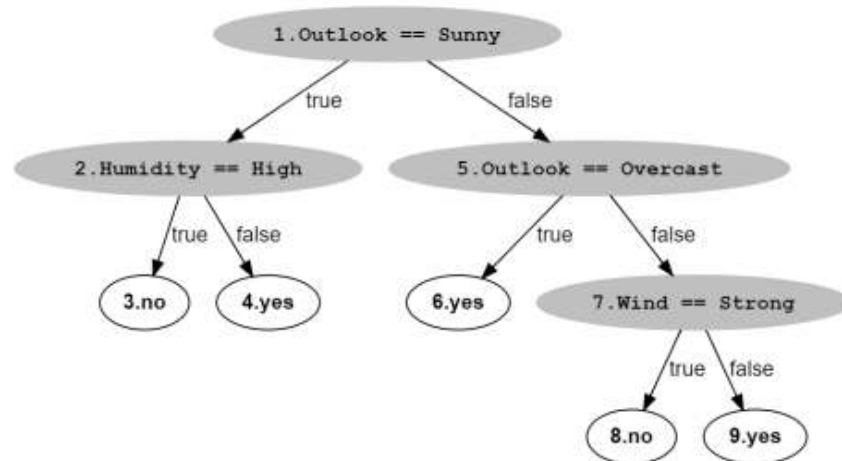 1.Outlook == Sunny
true
false
2.Humidity == High
5.Outlook == Overcast
true
false
true
false
3.no
4.yes
6.yes
7.Wind == Strong
true
false
8.no
9.yes